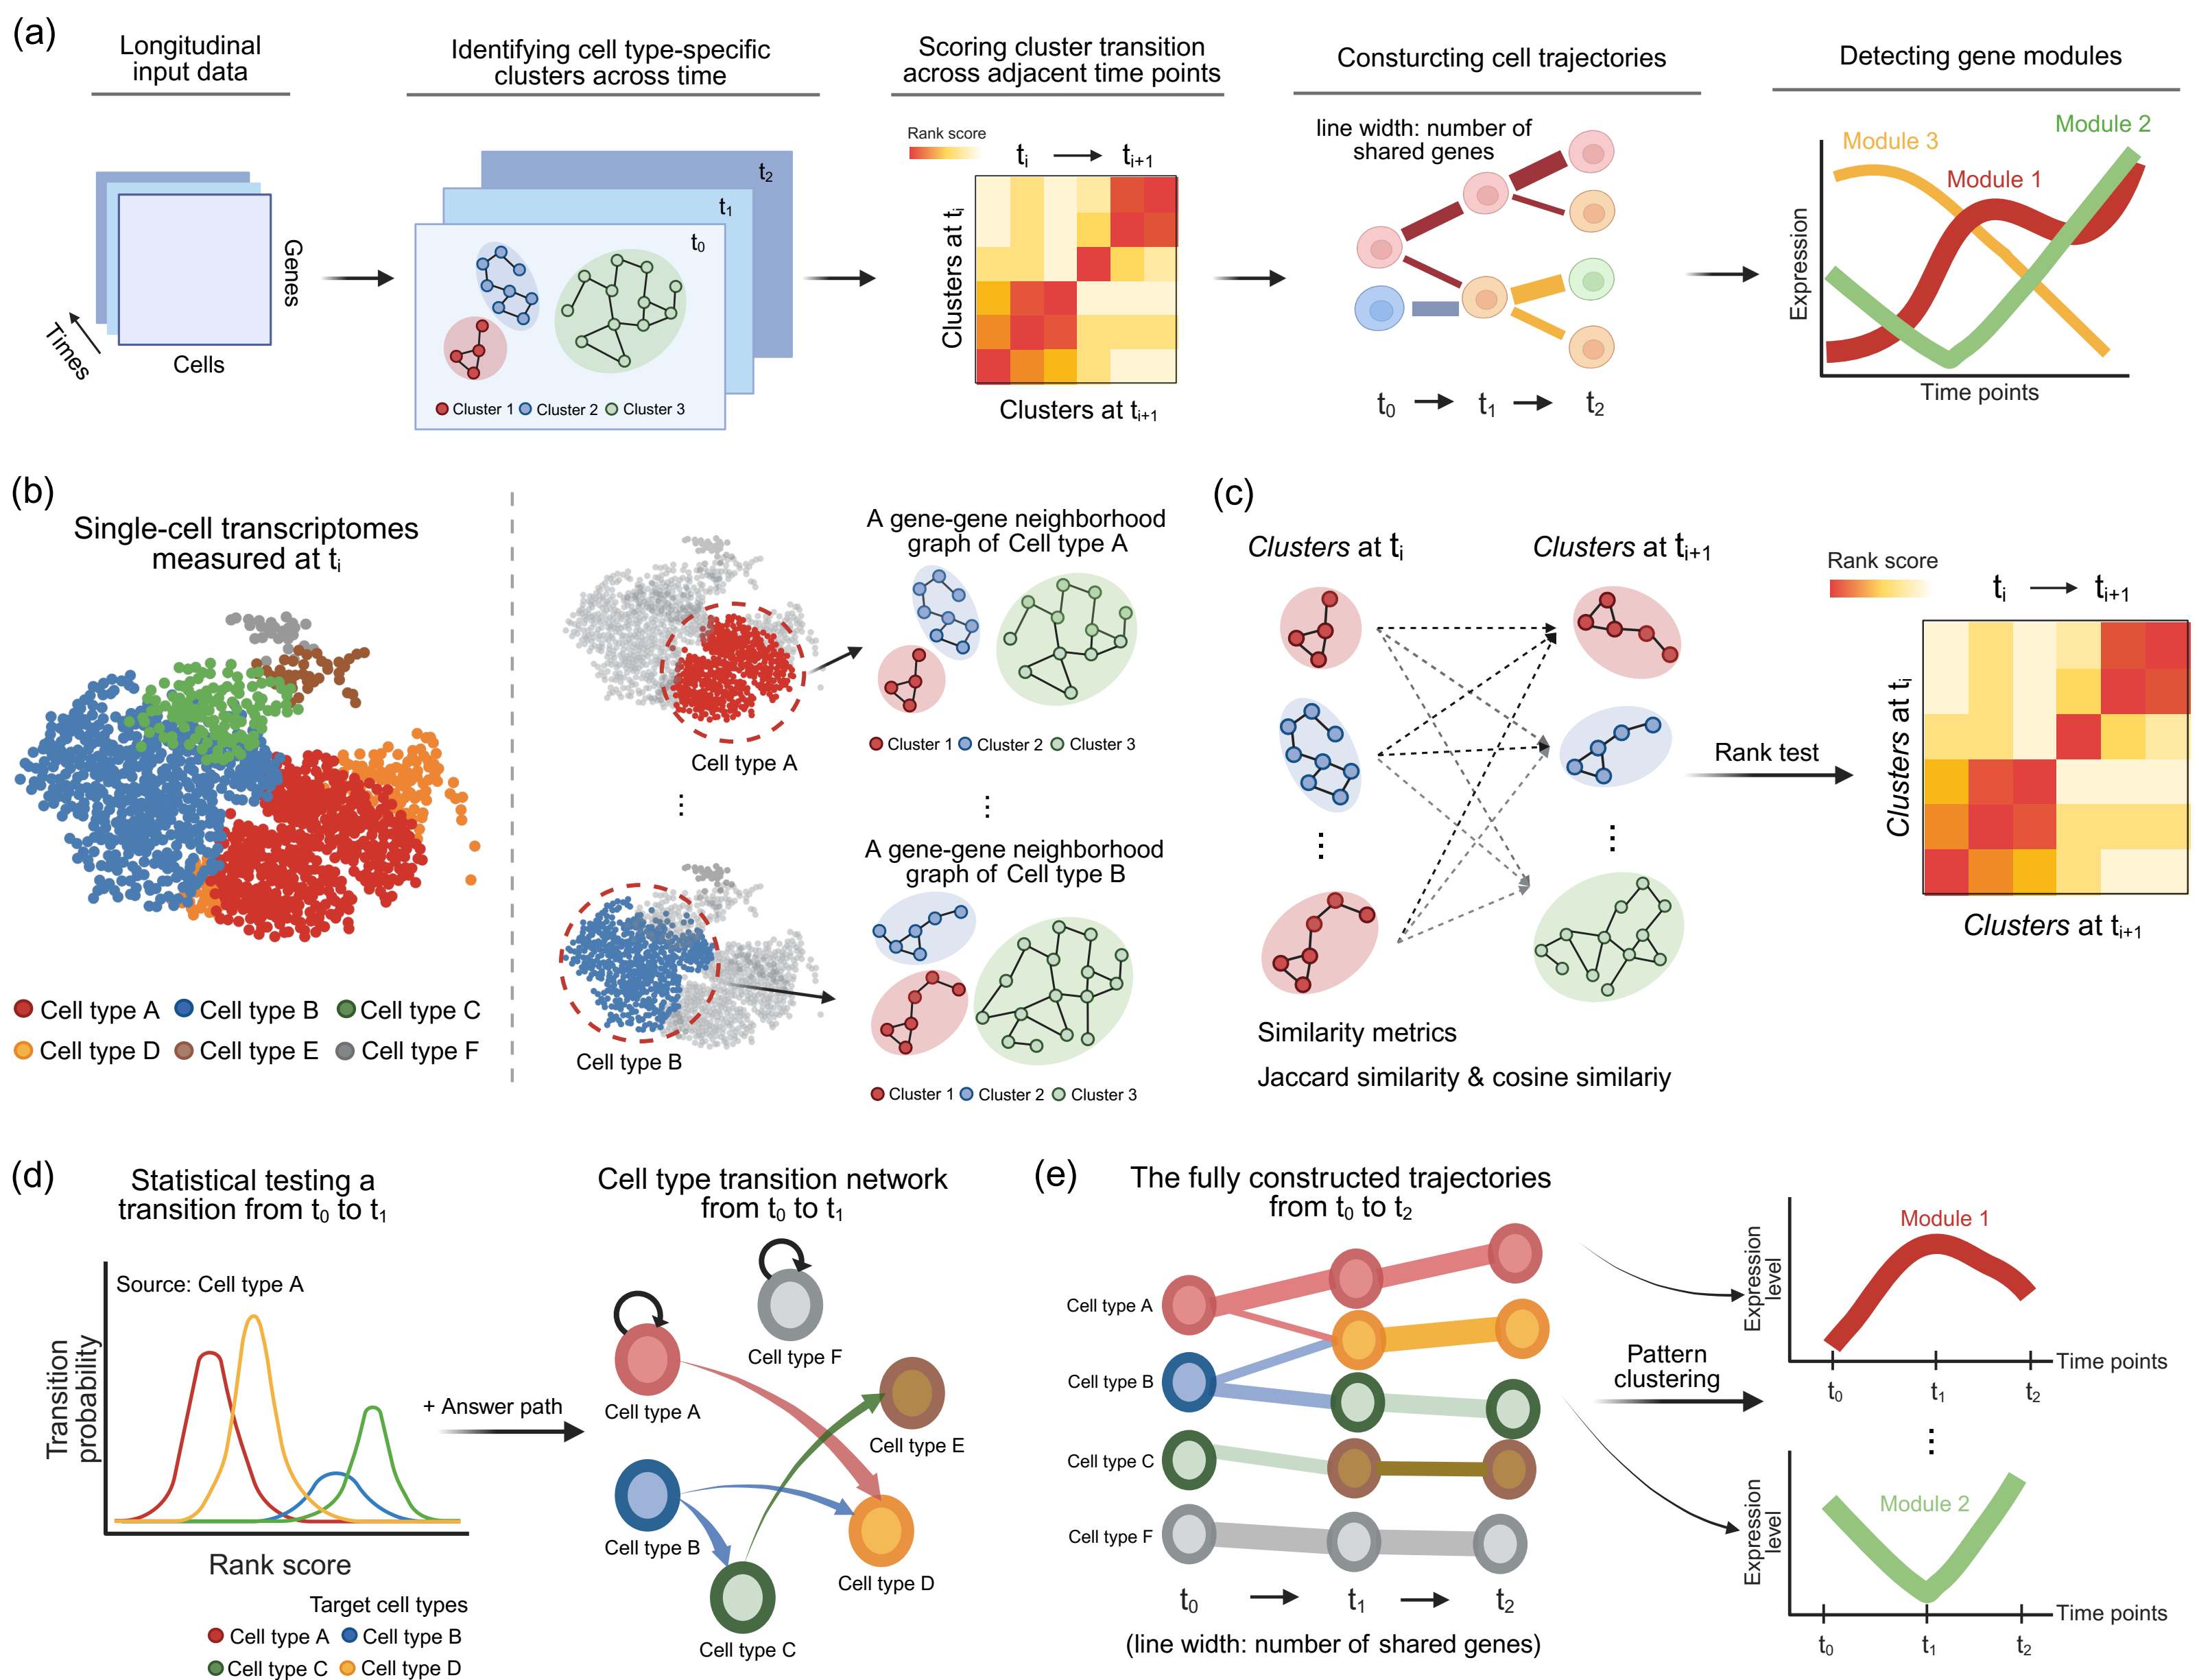 (a)
Longitudinal
input data
Genes
Cells
Times
Identifying cell type-specific
clusters across time
t2
t1
t0
Cluster 1 Cluster 2 Cluster 3
Scoring cluster transition
across adjacent time points
Rank score
ti → ti+1
Clusters at ti
Clusters at ti+1
Consturcting cell trajectories
line width: number of
shared genes
t0 → t1 → t2
Detecting gene modules
Module 2
Module 3
Module 1
Expression
Time points
(b)
Single-cell transcriptomes
measured at ti
Cell type A Cell type B Cell type C
Cell type D Cell type E Cell type F
A gene-gene neighborhood
graph of Cell type A
Cell type A
Cluster 1 Cluster 2 Cluster 3
⋮ ⋮
A gene-gene neighborhood
graph of Cell type B
Cell type B
Cluster 1 Cluster 2 Cluster 3
(c)
Clusters at ti
Clusters at ti+1
⋮ ⋮
Similarity metrics
Jaccard similarity & cosine similariy
Rank test
Rank score
ti → ti+1
Clusters at ti
Clusters at ti+1
(d)
Statistical testing a
transition from t0 to t1
Source: Cell type A
Transition
probability
Rank score
Target cell types
Cell type A Cell type B
Cell type C Cell type D
+ Answer path
Cell type transition network
from t0 to t1
Cell type F
Cell type A
Cell type E
Cell type B
Cell type D
Cell type C
(e)
The fully constructed trajectories
from t0 to t2
Cell type A
Cell type B
Cell type C
Cell type F
t0 → t1 → t2
(line width: number of shared genes)
Pattern
clustering
Module 1
Expression
level
Time points
t0 t1 t2
⋮
Module 2
Expression
level
Time points
t0 t1 t2